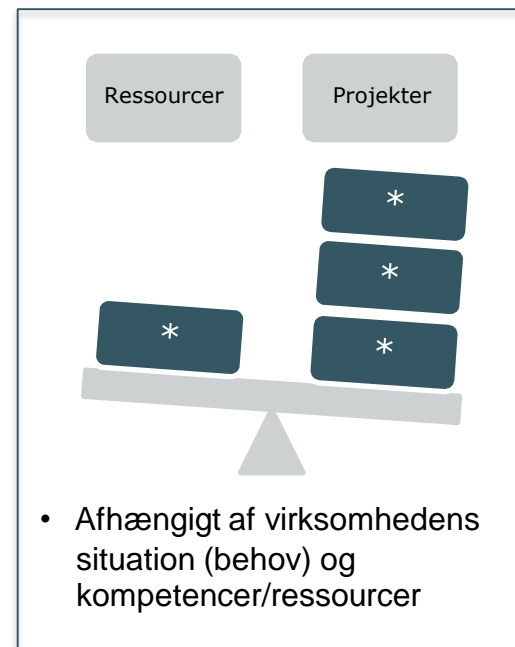 Ressourcer
Projekter
*
*
*
*
• Afhængigt af virksomhedens
situation (behov) og
kompetencer/ressourcer